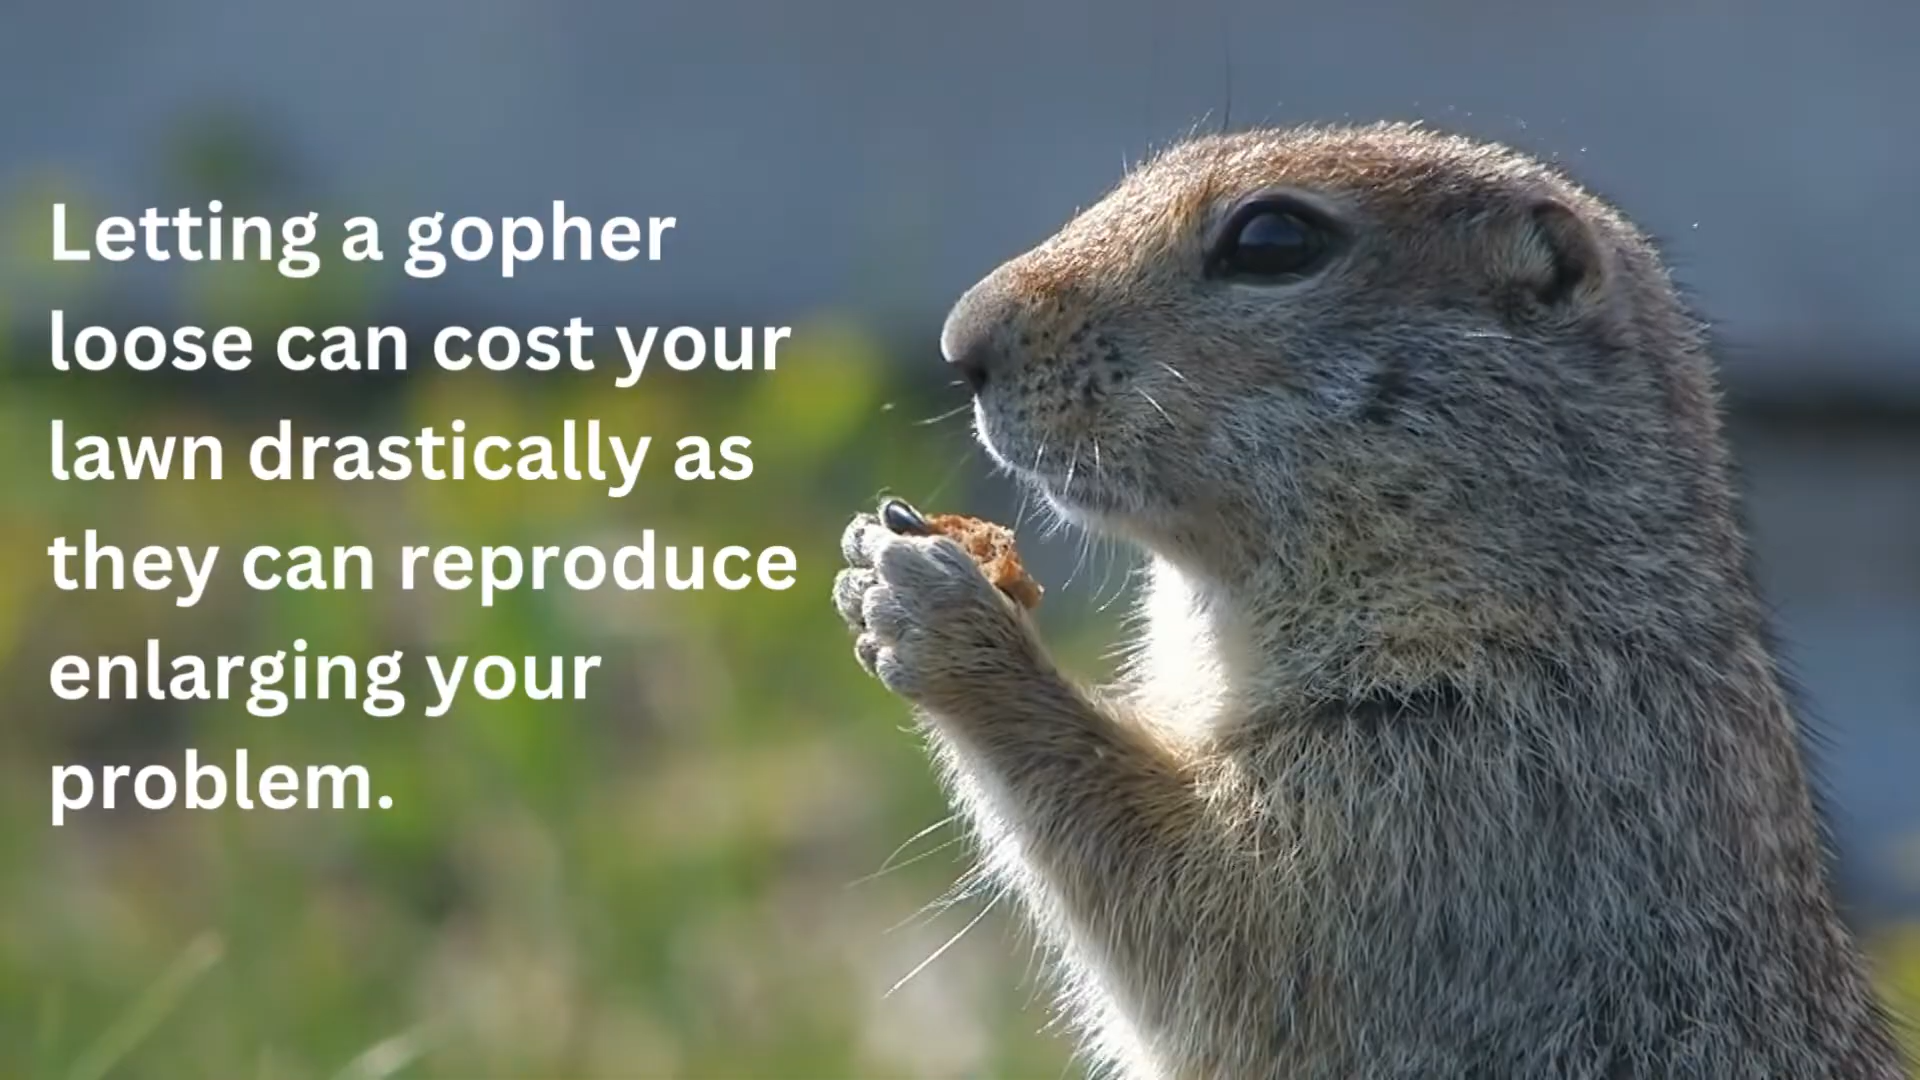 Letting a gopher
loose can cost your
lawn drastically as
they can reproduce
enlarging your
problem.